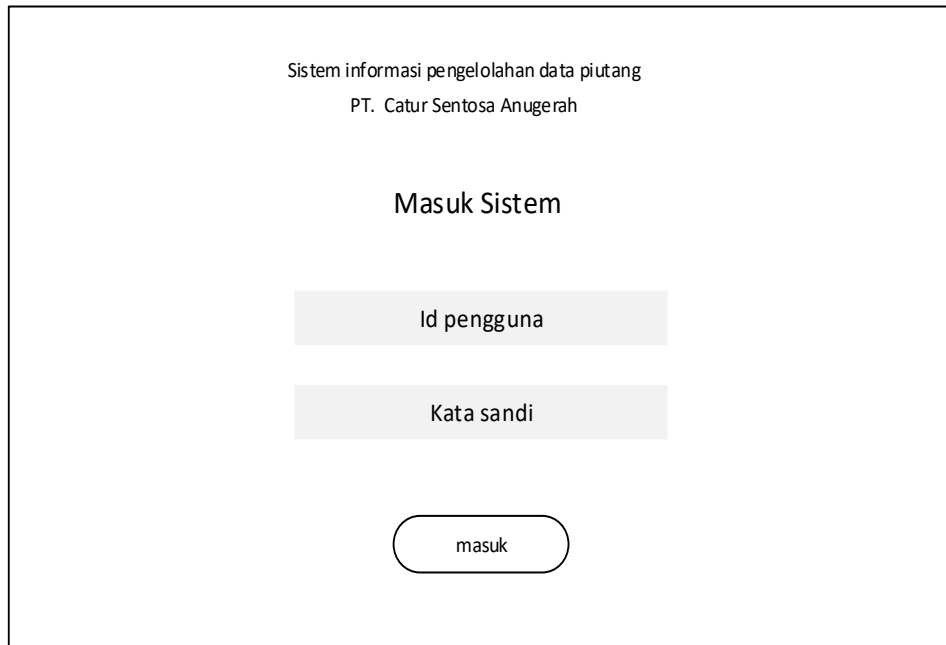 Sistem informasi pengelolahan data piutang
PT. Catur Sentosa Anugerah
Masuk Sistem
Id pengguna
Kata sandi
masuk